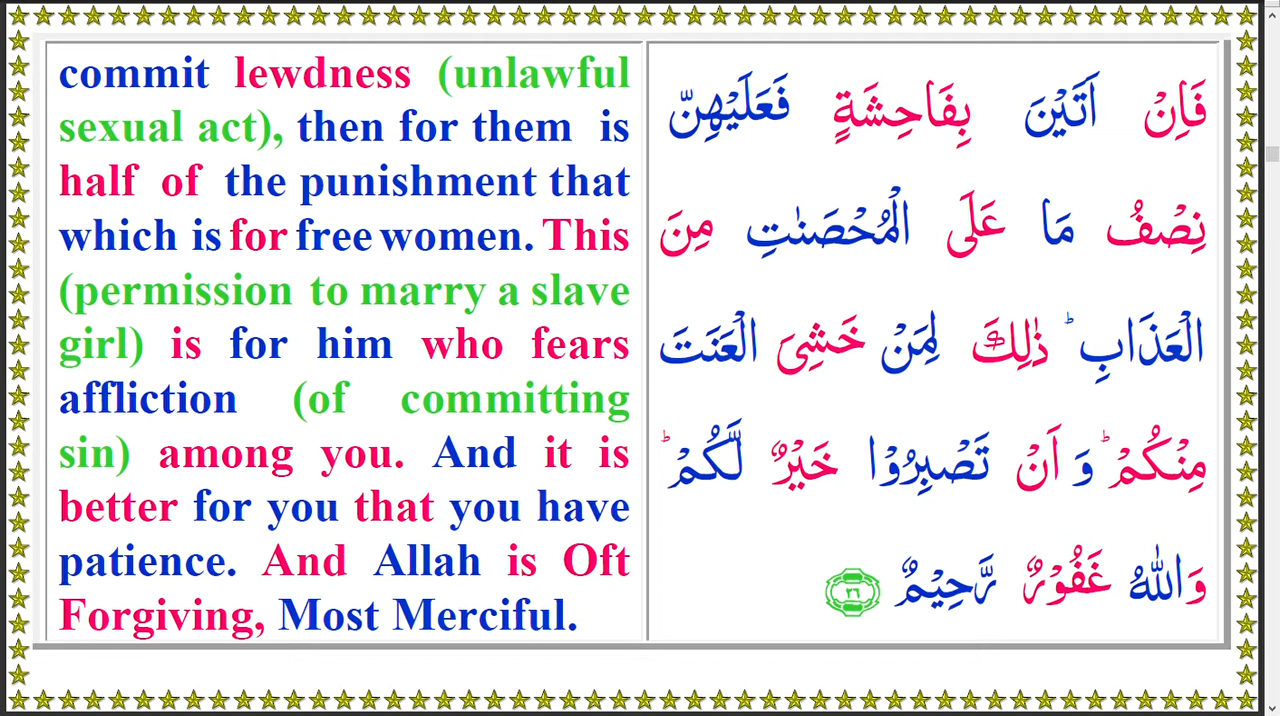 commit lewdness (unlawful
sexual act), then for them is
half of the punishment that
which is for free women. This
(permission to marry a slave
girl) is for him who fears
affliction (of committing
sin) among you. And it is
better for you that you have
patience. And Allah is Oft
Forgiving, Most Merciful.
فَاِنْ اَتَيْنَ بِفَاحِشَةٍ فَعَلَيْهِنَّ
نِصْفُ مَا عَلَى الْمُحْصَنٰتِ مِنَ
الْعَذَابِ ؕ ذٰلِكَ لِمَنْ خَشِىَ الْعَنَتَ
مِنْكُمْ ؕ وَ اَنْ تَصْبِرُوْا خَيْرٌ لَّكُمْ ؕ
وَاللّٰهُ غَفُوْرٌ رَّحِيْمٌ ٢٦